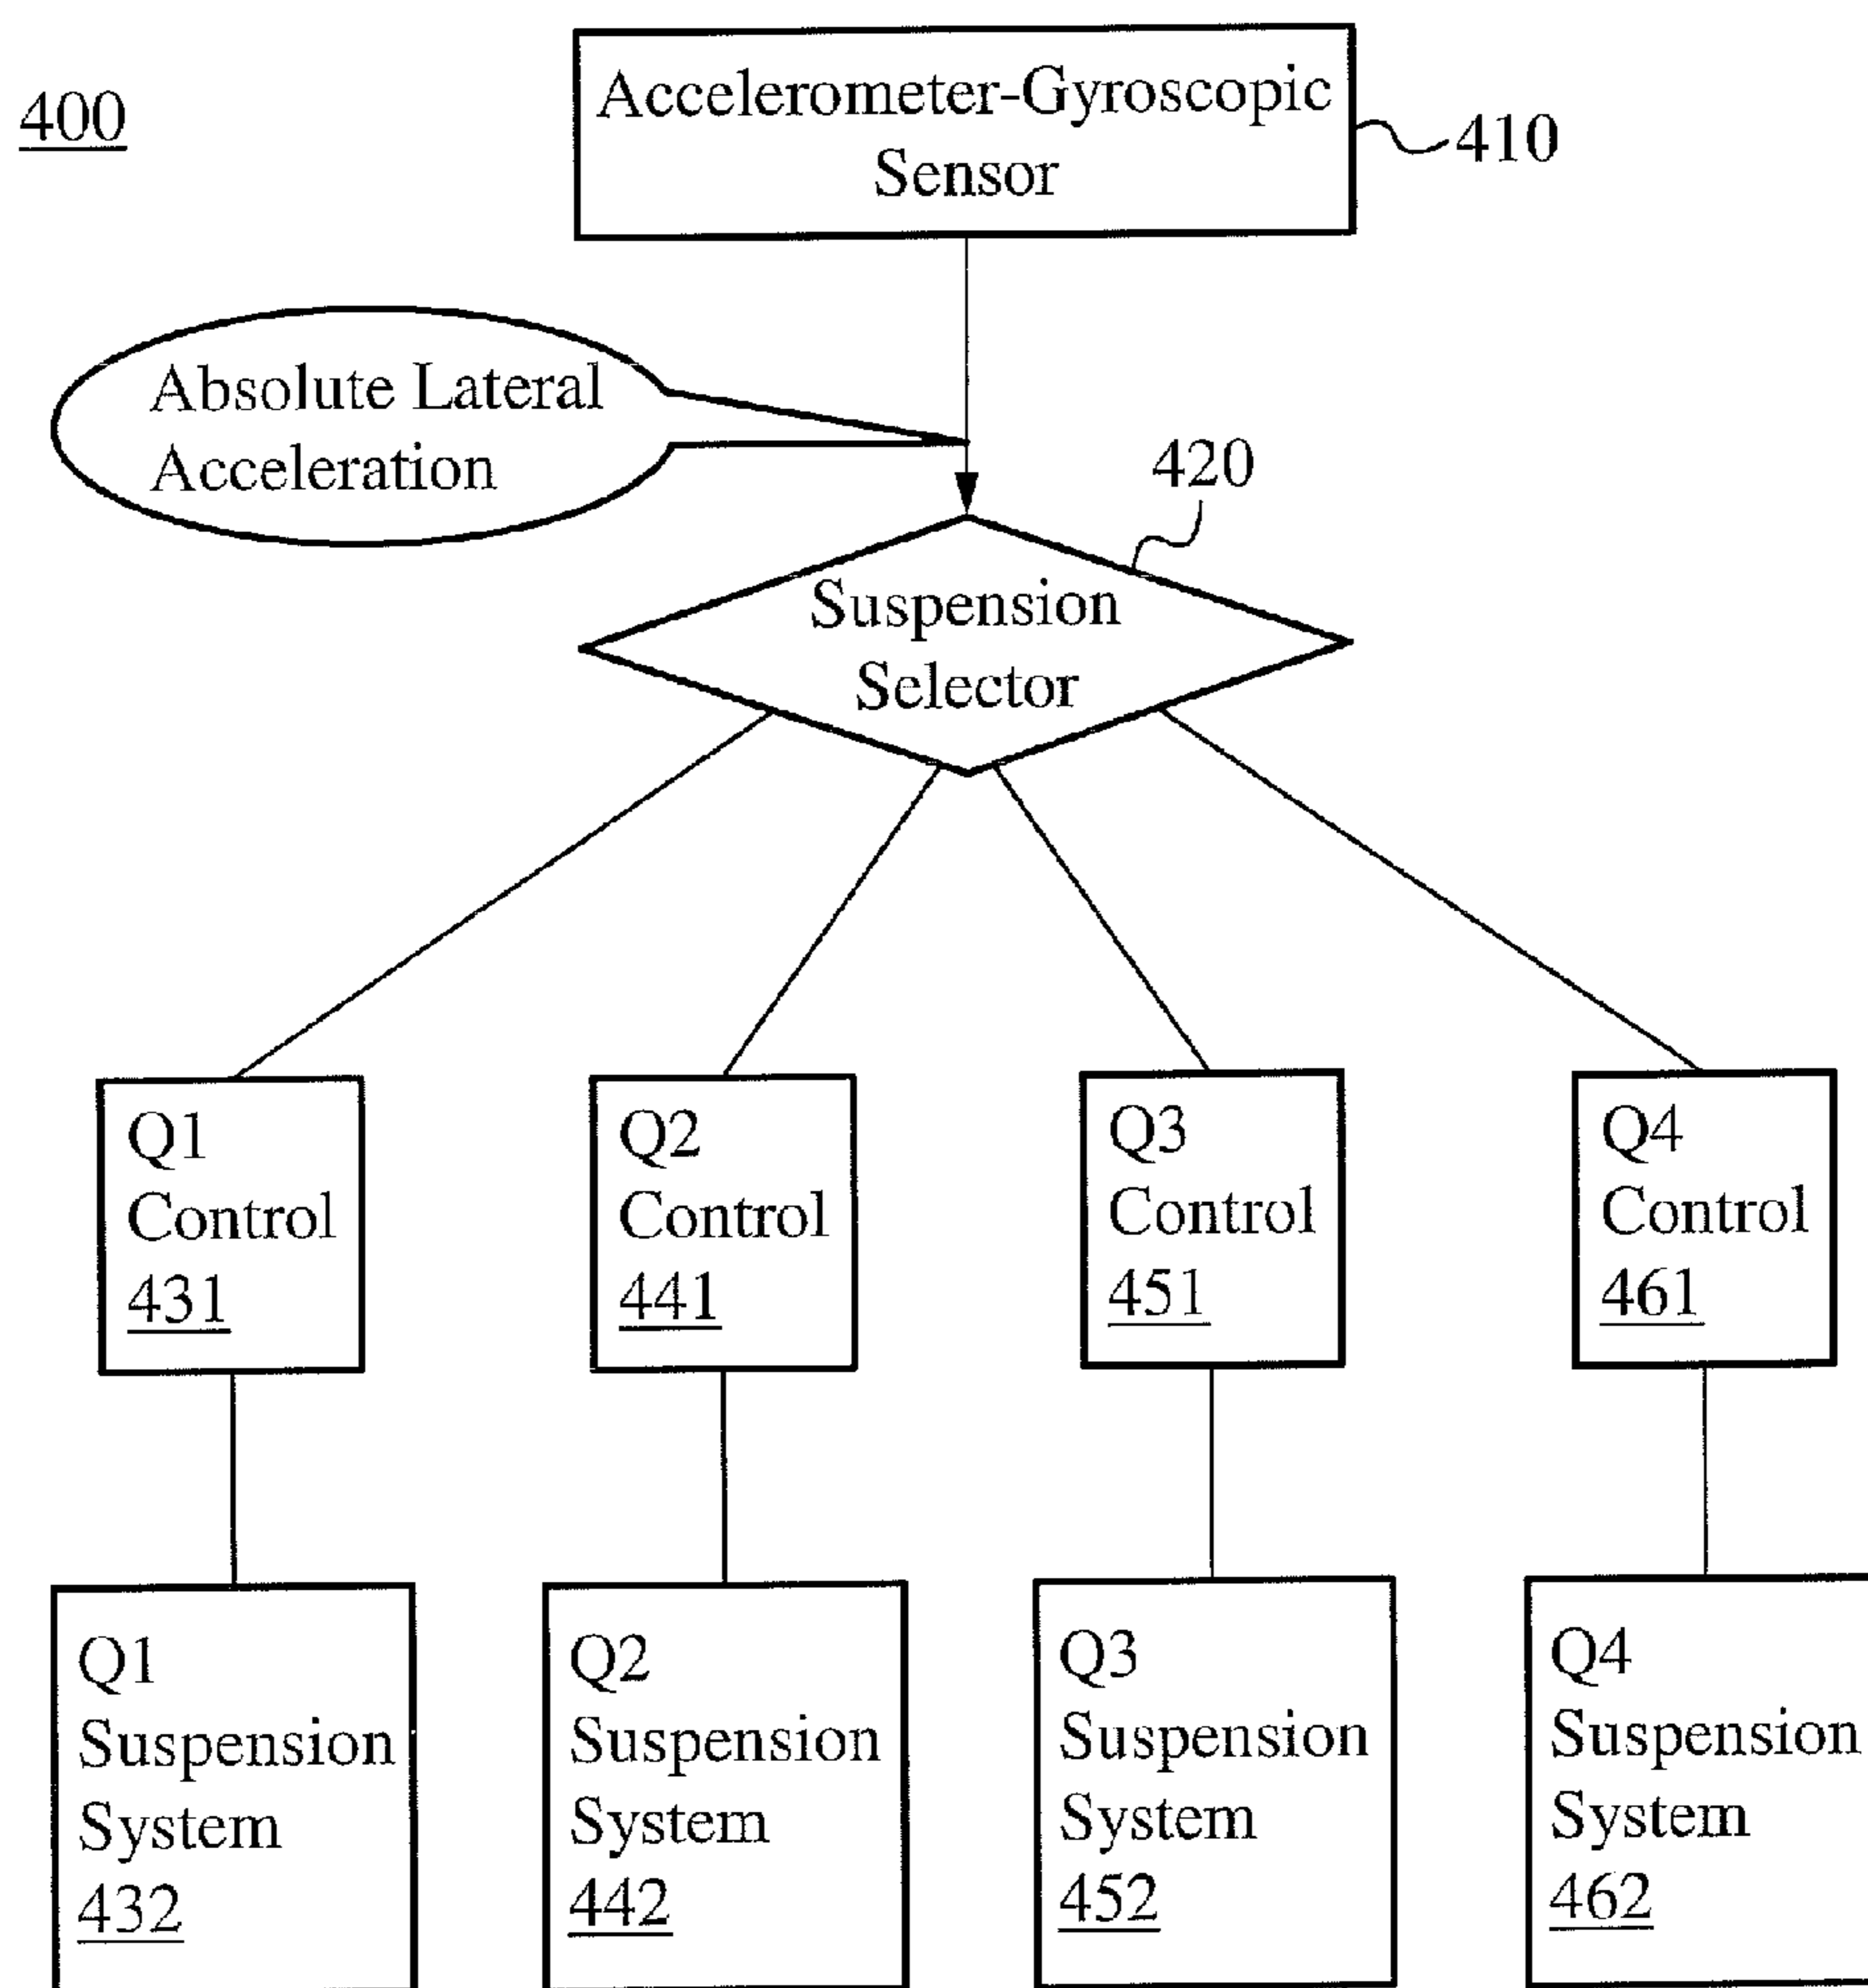 400
Accelerometer-Gyroscopic
Sensor
410
Absolute Lateral
Acceleration
420
Suspension
Selector
Q1
Control
431
Q2
Control
441
Q3
Control
451
Q4
Control
461
Q1
Suspension
System
432
Q2
Suspension
System
442
Q3
Suspension
System
452
Q4
Suspension
System
462